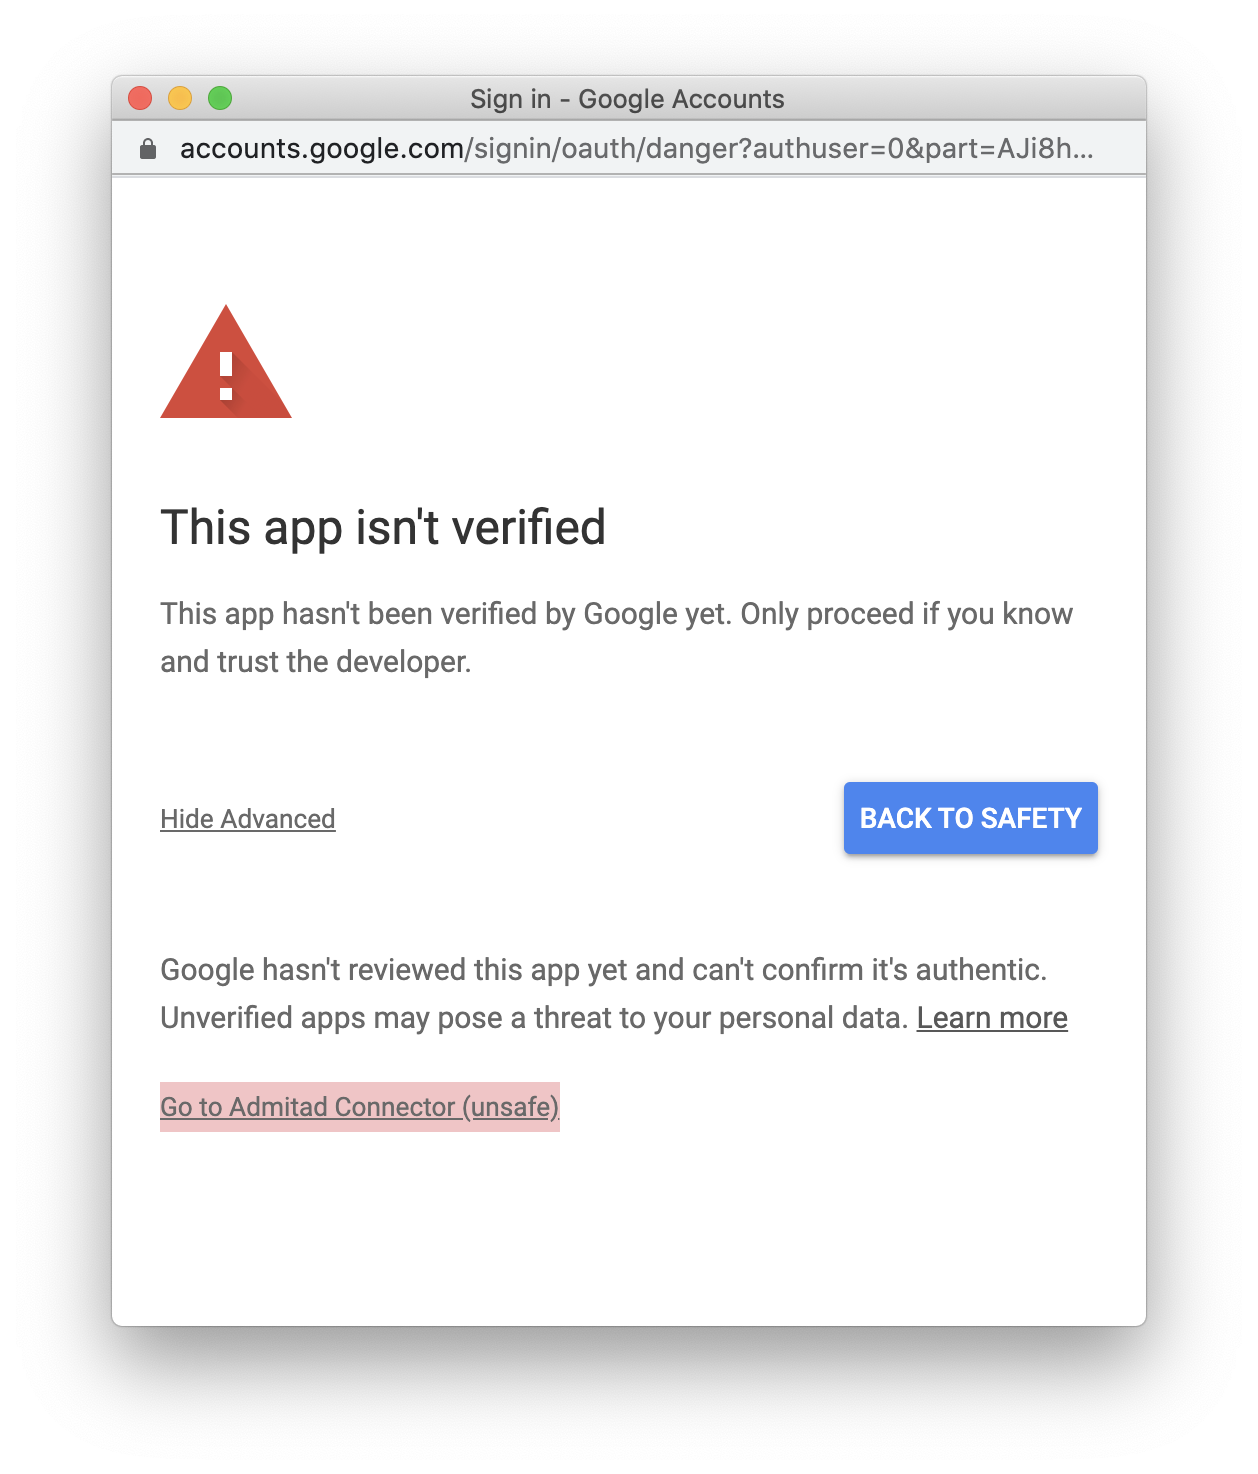 Sign in - Google Accounts
accounts.google.com/signin/oauth/danger?authuser=0&part=AJi8h...
This app isn't verified
This app hasn't been verified by Google yet. Only proceed if you know
and trust the developer.
Hide Advanced
BACK TO SAFETY
Google hasn't reviewed this app yet and can't confirm it's authentic.
Unverified apps may pose a threat to your personal data. Learn more
Go to Admitad Connector (unsafe)